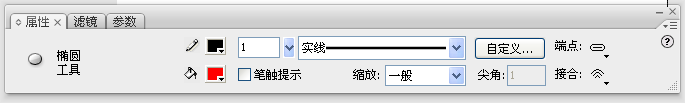 属性 滤镜 参数
1 实线 自定义... 端点:
椭圆
工具
笔触提示 缩放: 一般 尖角: 1 接合: